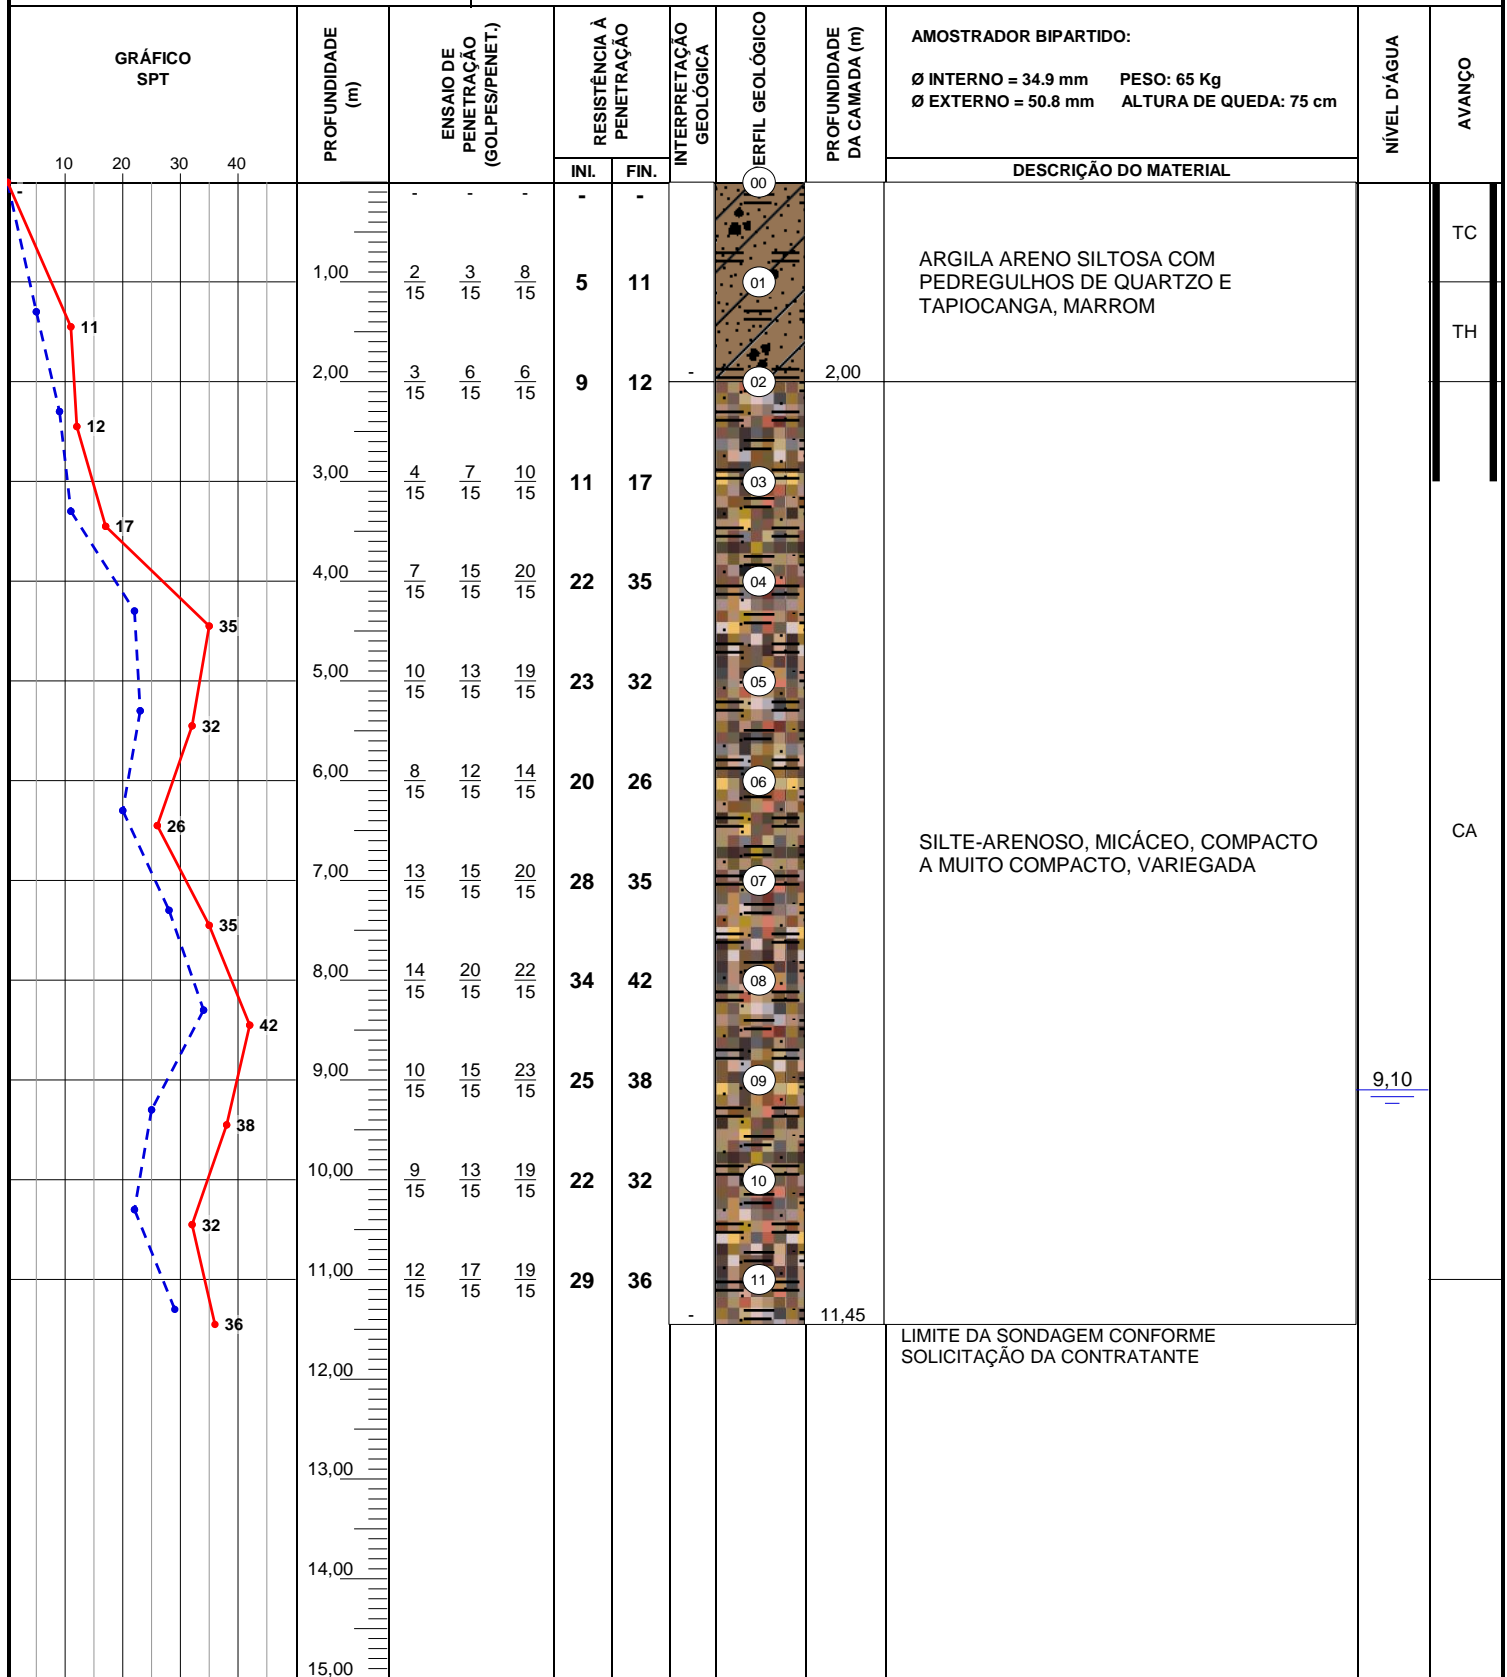 GRÁFICO
SPT
10 20 30 40
PROFUNDIDADE
(m)
ENSAIO DE
PENETRAÇÃO
(GOLPES/PENET.)
RESISTÊNCIA À
PENETRAÇÃO
INI. FIN.
INTERPRETAÇÃO
GEOLÓGICA
ERFIL GEOLÓGICO
PROFUNDIDADE
DA CAMADA (m)
AMOSTRADOR BIPARTIDO:
Ø INTERNO = 34.9 mm PESO: 65 Kg
Ø EXTERNO = 50.8 mm ALTURA DE QUEDA: 75 cm
DESCRIÇÃO DO MATERIAL
NÍVEL D'ÁGUA
AVANÇO
- - - - - - 00
TC
1,00 2/15 3/15 8/15 5 11 01
ARGILA ARENO SILTOSA COM
PEDREGULHOS DE QUARTZO E
TAPIOCANGA, MARROM
11
TH
2,00 3/15 6/15 6/15 9 12 - 02 2,00
12
3,00 4/15 7/15 10/15 11 17 03
17
4,00 7/15 15/15 20/15 22 35 04
35
5,00 10/15 13/15 19/15 23 32 05
32
6,00 8/15 12/15 14/15 20 26 06
26
SILTE-ARENOSO, MICÁCEO, COMPACTO
A MUITO COMPACTO, VARIEGADA
CA
7,00 13/15 15/15 20/15 28 35 07
35
8,00 14/15 20/15 22/15 34 42 08
42
9,00 10/15 15/15 23/15 25 38 09 9,10
38
10,00 9/15 13/15 19/15 22 32 10
32
11,00 12/15 17/15 19/15 29 36 11
36 - 11,45
LIMITE DA SONDAGEM CONFORME
SOLICITAÇÃO DA CONTRATANTE
12,00
13,00
14,00
15,00